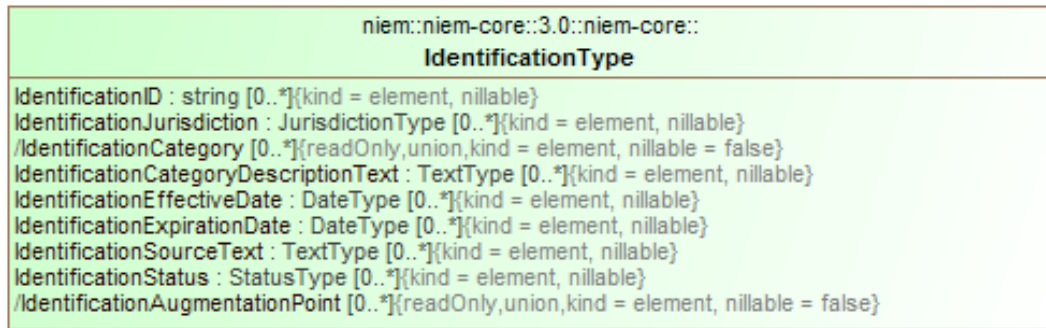 niem::niem-core::3.0::niem-core::
IdentificationType
IdentificationID : string [0..*]{kind = element, nillable}
IdentificationJurisdiction : JurisdictionType [0..*]{kind = element, nillable}
/IdentificationCategory [0..*]{readOnly,union,kind = element, nillable = false}
IdentificationCategoryDescriptionText : TextType [0..*]{kind = element, nillable}
IdentificationEffectiveDate : DateType [0..*]{kind = element, nillable}
IdentificationExpirationDate : DateType [0..*]{kind = element, nillable}
IdentificationSourceText : TextType [0..*]{kind = element, nillable}
IdentificationStatus : StatusType [0..*]{kind = element, nillable}
/IdentificationAugmentationPoint [0..*]{readOnly,union,kind = element, nillable = false}